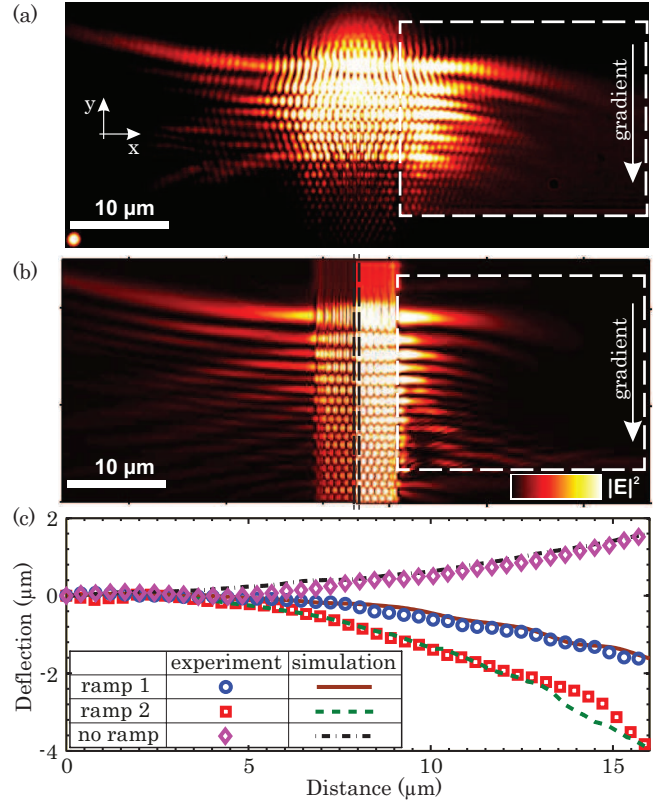 (a)
y
x
10 µm
gradient
(b)
10 µm
gradient
|E|²
(c)
2
0
-2
-4
Deflection (µm)
experiment simulation
ramp 1
ramp 2
no ramp
0 5 10 15
Distance (µm)